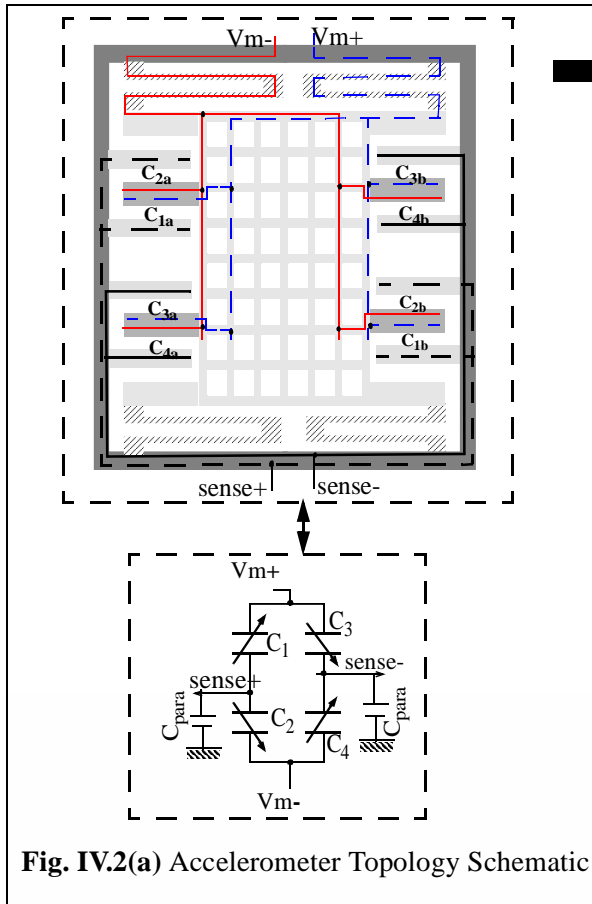 Vm- Vm+
C2a C3b
C1a C4b
C3a C2b
C4a C1b
sense+ sense-
Vm+
C1 C3
sense+ sense-
Cpara C2 C4 Cpara
Vm-
Fig. IV.2(a) Accelerometer Topology Schematic